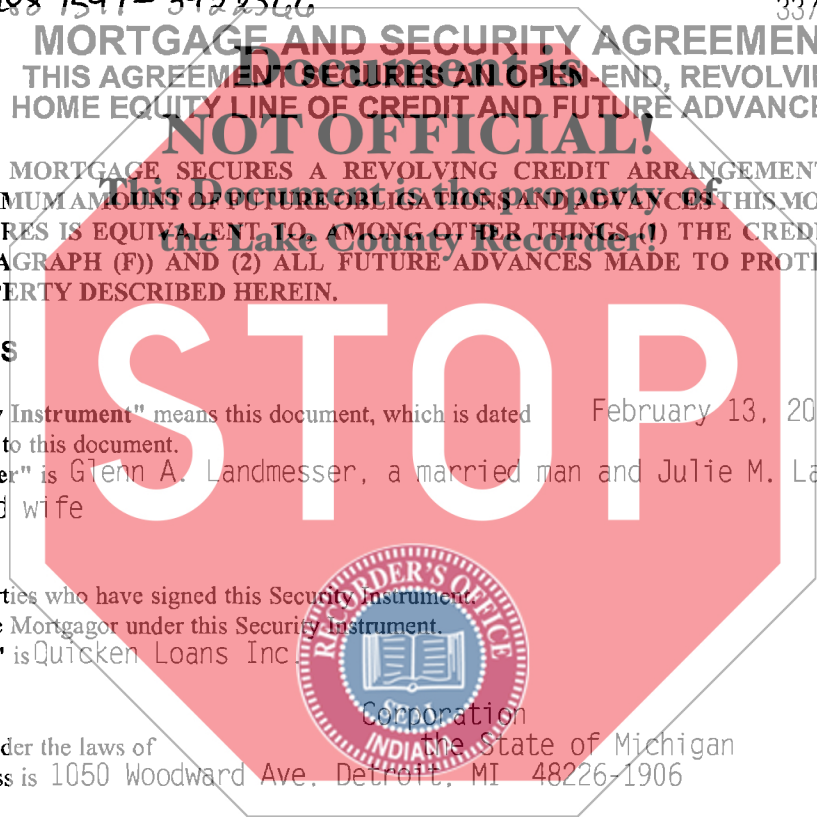 337
MORTGAGE AND SECURITY AGREEMEN
THIS AGREEMENT SECURES AN OPEN-END, REVOLVI
HOME EQUITY LINE OF CREDIT AND FUTURE ADVANCE
Document is
NOT OFFICIAL!
This Document is the property of
the Lake County Recorder!
MORTGAGE SECURES A REVOLVING CREDIT ARRANGEMENT
MUM AMOUNT OF FUTURE OBLIGATIONS AND ADVANCES THIS MO
RES IS EQUIVALENT TO, AMONG OTHER THINGS (1) THE CREDI
AGRAPH (F)) AND (2) ALL FUTURE ADVANCES MADE TO PROTE
PERTY DESCRIBED HEREIN.
STOP
S
Instrument" means this document, which is dated February 13, 20
to this document.
er" is Glenn A. Landmesser, a married man and Julie M. La
d wife
rties who have signed this Security Instrument.
e Mortgagor under this Security Instrument.
" is Quicken Loans Inc.
RECORDER'S OFFICE
SEAL
INDIANA
Corporation
der the laws of the State of Michigan
ss is 1050 Woodward Ave. Detroit, MI 48226-1906